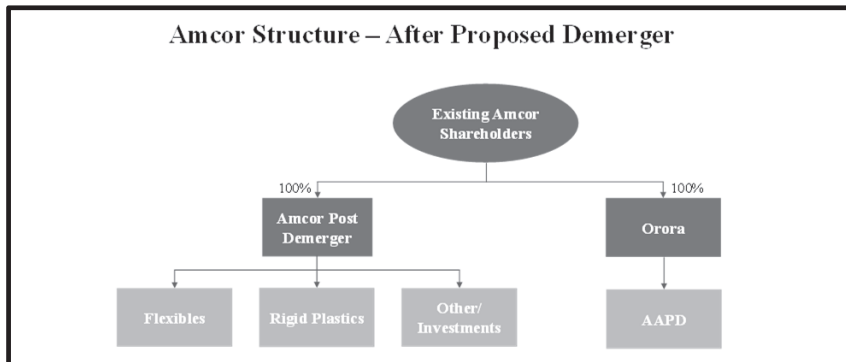 Amcor Structure – After Proposed Demerger
Existing Amcor
Shareholders
100%
100%
Amcor Post
Demerger
Orora
Flexibles
Rigid Plastics
Other/
Investments
AAPD